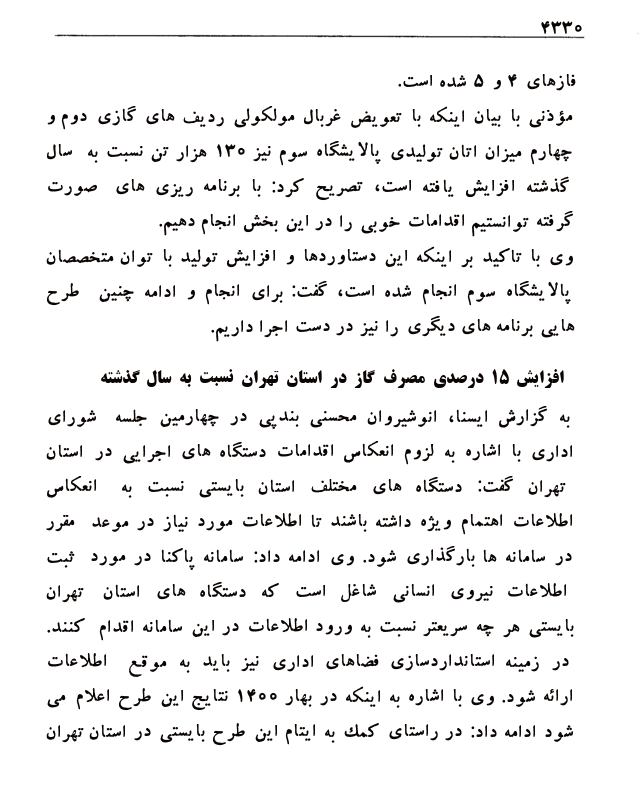 ۴۳۳۰
فازهای ۴ و ۵ شده است.
مؤذنی با بیان اینکه با تعویض غربال مولکولی ردیف های گازی دوم و
چهارم میزان اتان تولیدی پالایشگاه سوم نیز ۱۳۰ هزار تن نسبت به سال
گذشته افزایش یافته است، تصریح کرد: با برنامه ریزی های صورت
گرفته توانستیم اقدامات خوبی را در این بخش انجام دهیم.
وی با تاکید بر اینکه این دستاوردها و افزایش تولید با توان متخصصان
پالایشگاه سوم انجام شده است، گفت: برای انجام و ادامه چنین طرح
هایی برنامه های دیگری را نیز در دست اجرا داریم.
افزایش ۱۵ درصدی مصرف گاز در استان تهران نسبت به سال گذشته
به گزارش ایسنا، انوشیروان محسنی بندپی در چهارمین جلسه شورای
اداری با اشاره به لزوم انعکاس اقدامات دستگاه های اجرایی در استان
تهران گفت: دستگاه های مختلف استان بایستی نسبت به انعکاس
اطلاعات اهتمام ویژه داشته باشند تا اطلاعات مورد نیاز در موعد مقرر
در سامانه ها بارگذاری شود. وی ادامه داد: سامانه پاکنا در مورد ثبت
اطلاعات نیروی انسانی شاغل است که دستگاه های استان تهران
بایستی هر چه سریعتر نسبت به ورود اطلاعات در این سامانه اقدام کنند.
در زمینه استانداردسازی فضاهای اداری نیز باید به موقع اطلاعات
ارائه شود. وی با اشاره به اینکه در بهار ۱۴۰۰ نتایج این طرح اعلام می
شود ادامه داد: در راستای کمك به ایتام این طرح بایستی در استان تهران